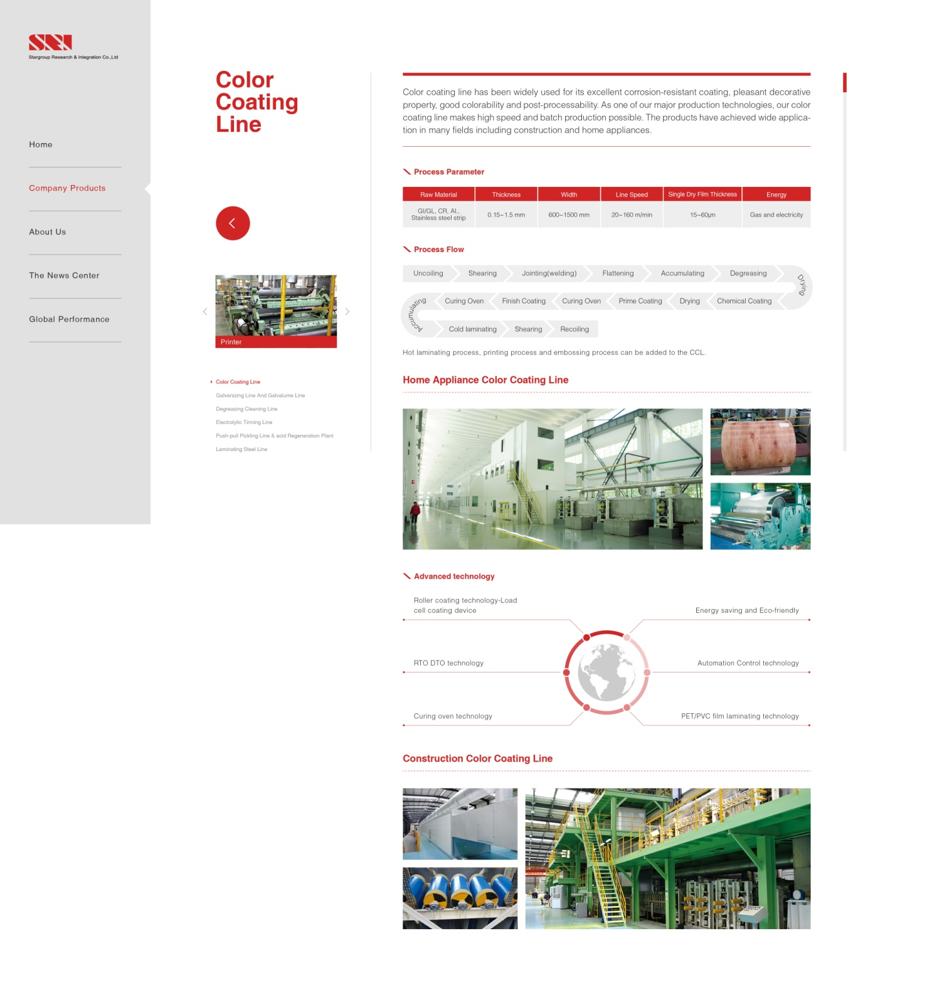 SRI
Stargroup Research & Integration Co.,Ltd
Home
Company Products
About Us
The News Center
Global Performance
Color
Coating
Line
Printer
Color Coating Line
Galvanizing Line And Galvalume Line
Degreasing Cleaning Line
Electrolytic Tinning Line
Push-pull Pickling Line & acid Regeneration Plant
Laminating Steel Line
Color coating line has been widely used for its excellent corrosion-resistant coating, pleasant decorative
property, good colorability and post-processability. As one of our major production technologies, our color
coating line makes high speed and batch production possible. The products have achieved wide applica-
tion in many fields including construction and home appliances.
Process Parameter
Raw Material Thickness Width Line Speed Single Dry Film Thickness Energy
GI/GL, CR, Al.,
Stainless steel strip 0.15~1.5 mm 600~1500 mm 20~160 m/min 15~60μm Gas and electricity
Process Flow
Uncoiling Shearing Jointing(welding) Flattening Accumulating Degreasing
Drying
Accumulating Curing Oven Finish Coating Curing Oven Prime Coating Drying Chemical Coating
Cold laminating Shearing Recoiling
Hot laminating process, printing process and embossing process can be added to the CCL.
Home Appliance Color Coating Line
Advanced technology
Roller coating technology-Load
cell coating device
Energy saving and Eco-friendly
RTO DTO technology
Automation Control technology
Curing oven technology
PET/PVC film laminating technology
Construction Color Coating Line